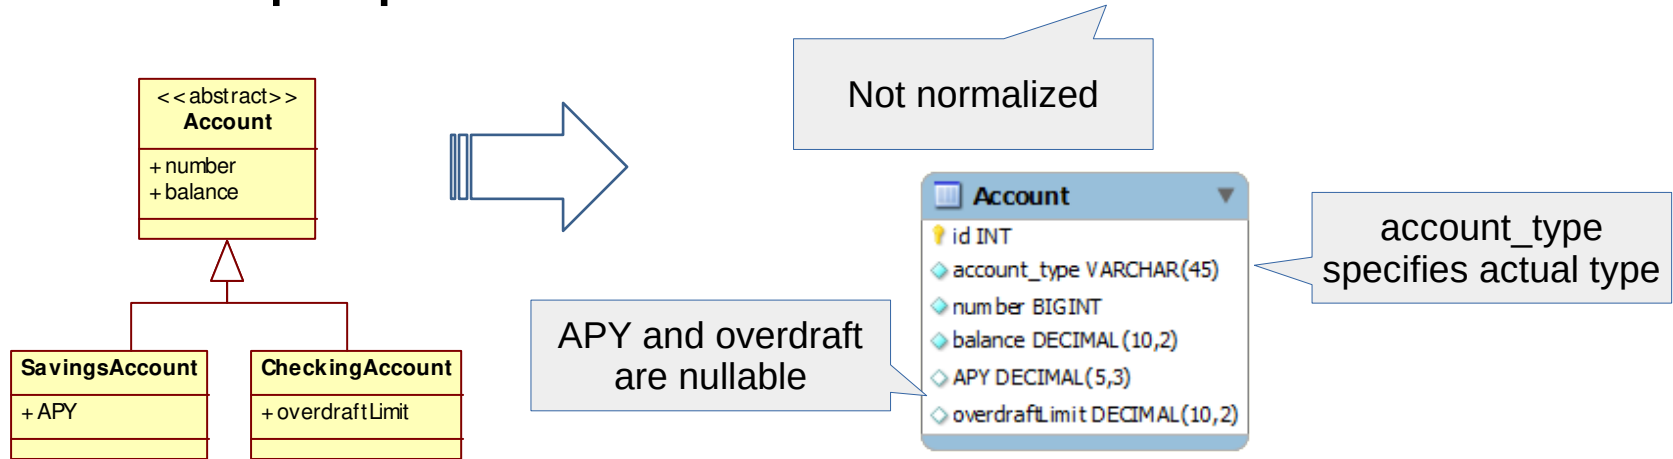 <<abstract>>
Account
+ number
+ balance
SavingsAccount
+ APY
CheckingAccount
+ overdraftLimit
Not normalized
Account
id INT
account_type VARCHAR(45)
number BIGINT
balance DECIMAL(10,2)
APY DECIMAL(5,3)
overdraftLimit DECIMAL(10,2)
account_type
specifies actual type
APY and overdraft
are nullable